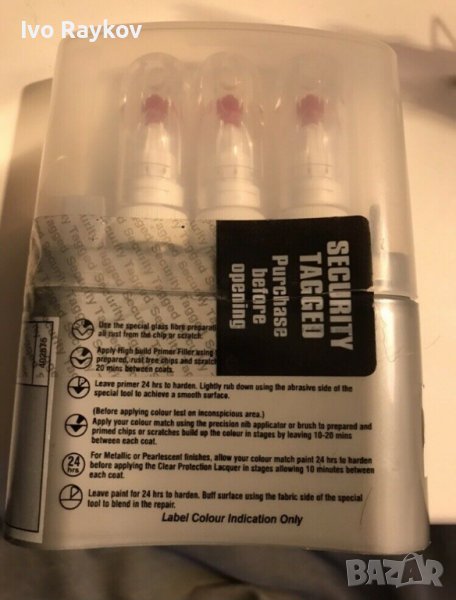 Ivo Raykov
SECURITY
TAGGED
Purchase
before
opening
Tagged Security
Use the special glass fibre preparati
all rust from the chip or scratch.
Apply High build Primer Filler using
prepared, rust free chips and scratch
20 mins between coats.
Leave primer 24 hrs to harden. Lightly rub down using the abrasive side of the
special tool to achieve a smooth surface.
(Before applying colour test on inconspicious area.)
Apply your colour match using the precision nib applicator or brush to prepared and
primed chips or scratches build up the colour in stages by leaving 10-20 mins
between each coat.
24
hrs
For Metallic or Pearlescent finishes, allow your colour match paint 24 hrs to harden
before applying the Clear Protection Lacquer in stages allowing 10 minutes between
each coat.
Leave paint for 24 hrs to harden. Buff surface using the fabric side of the special
tool to blend in the repair.
Label Colour Indication Only
BAZAR